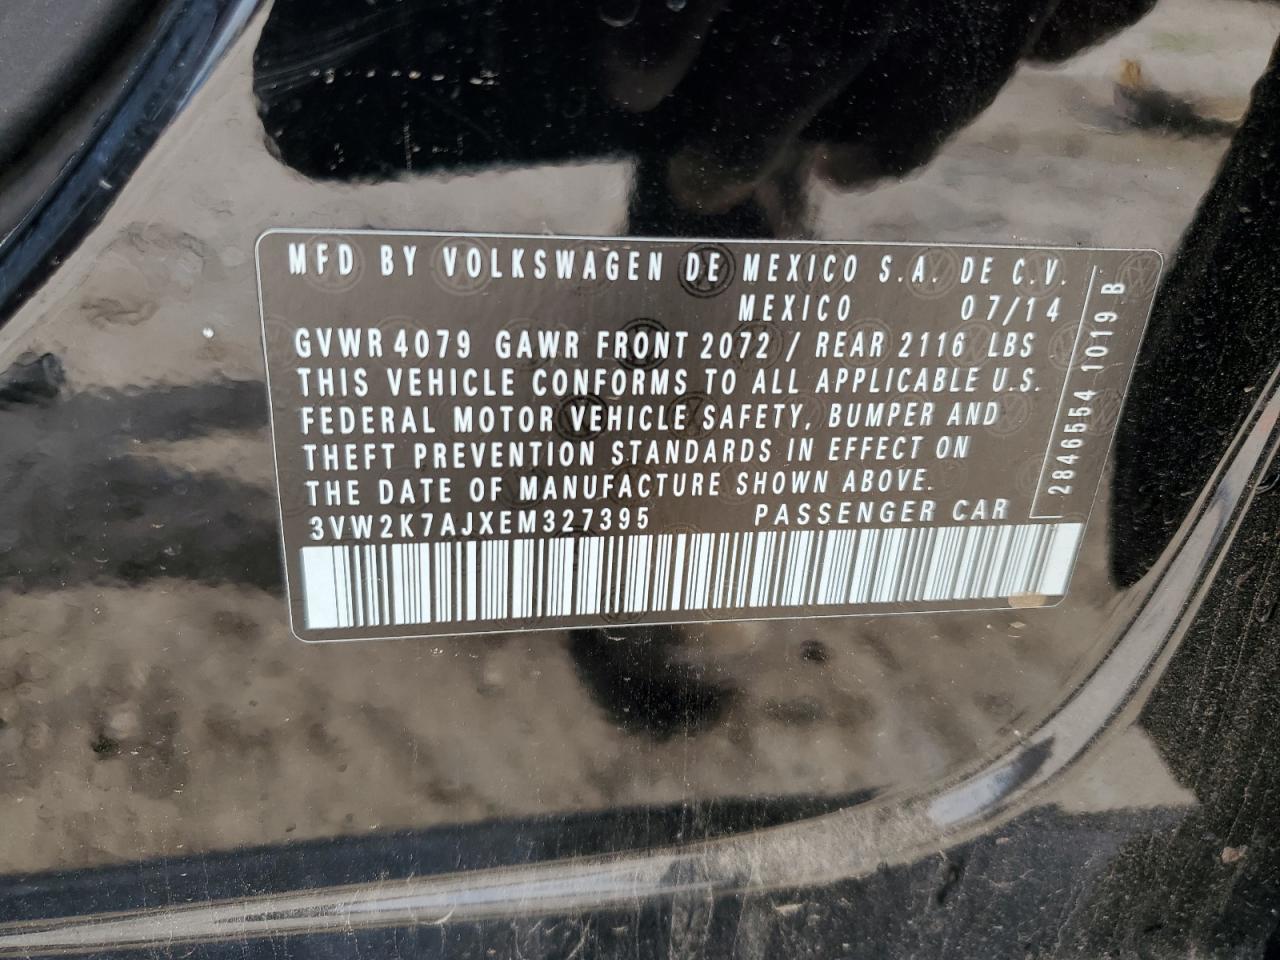 MFD BY VOLKSWAGEN DE MEXICO S.A. DE C.V.
MEXICO 07/14
GVWR 4079 GAWR FRONT 2072 / REAR 2116 LBS
THIS VEHICLE CONFORMS TO ALL APPLICABLE U.S.
FEDERAL MOTOR VEHICLE SAFETY, BUMPER AND
THEFT PREVENTION STANDARDS IN EFFECT ON
THE DATE OF MANUFACTURE SHOWN ABOVE.
3VW2K7AJXEM327395 PASSENGER CAR
2846554 1019 B